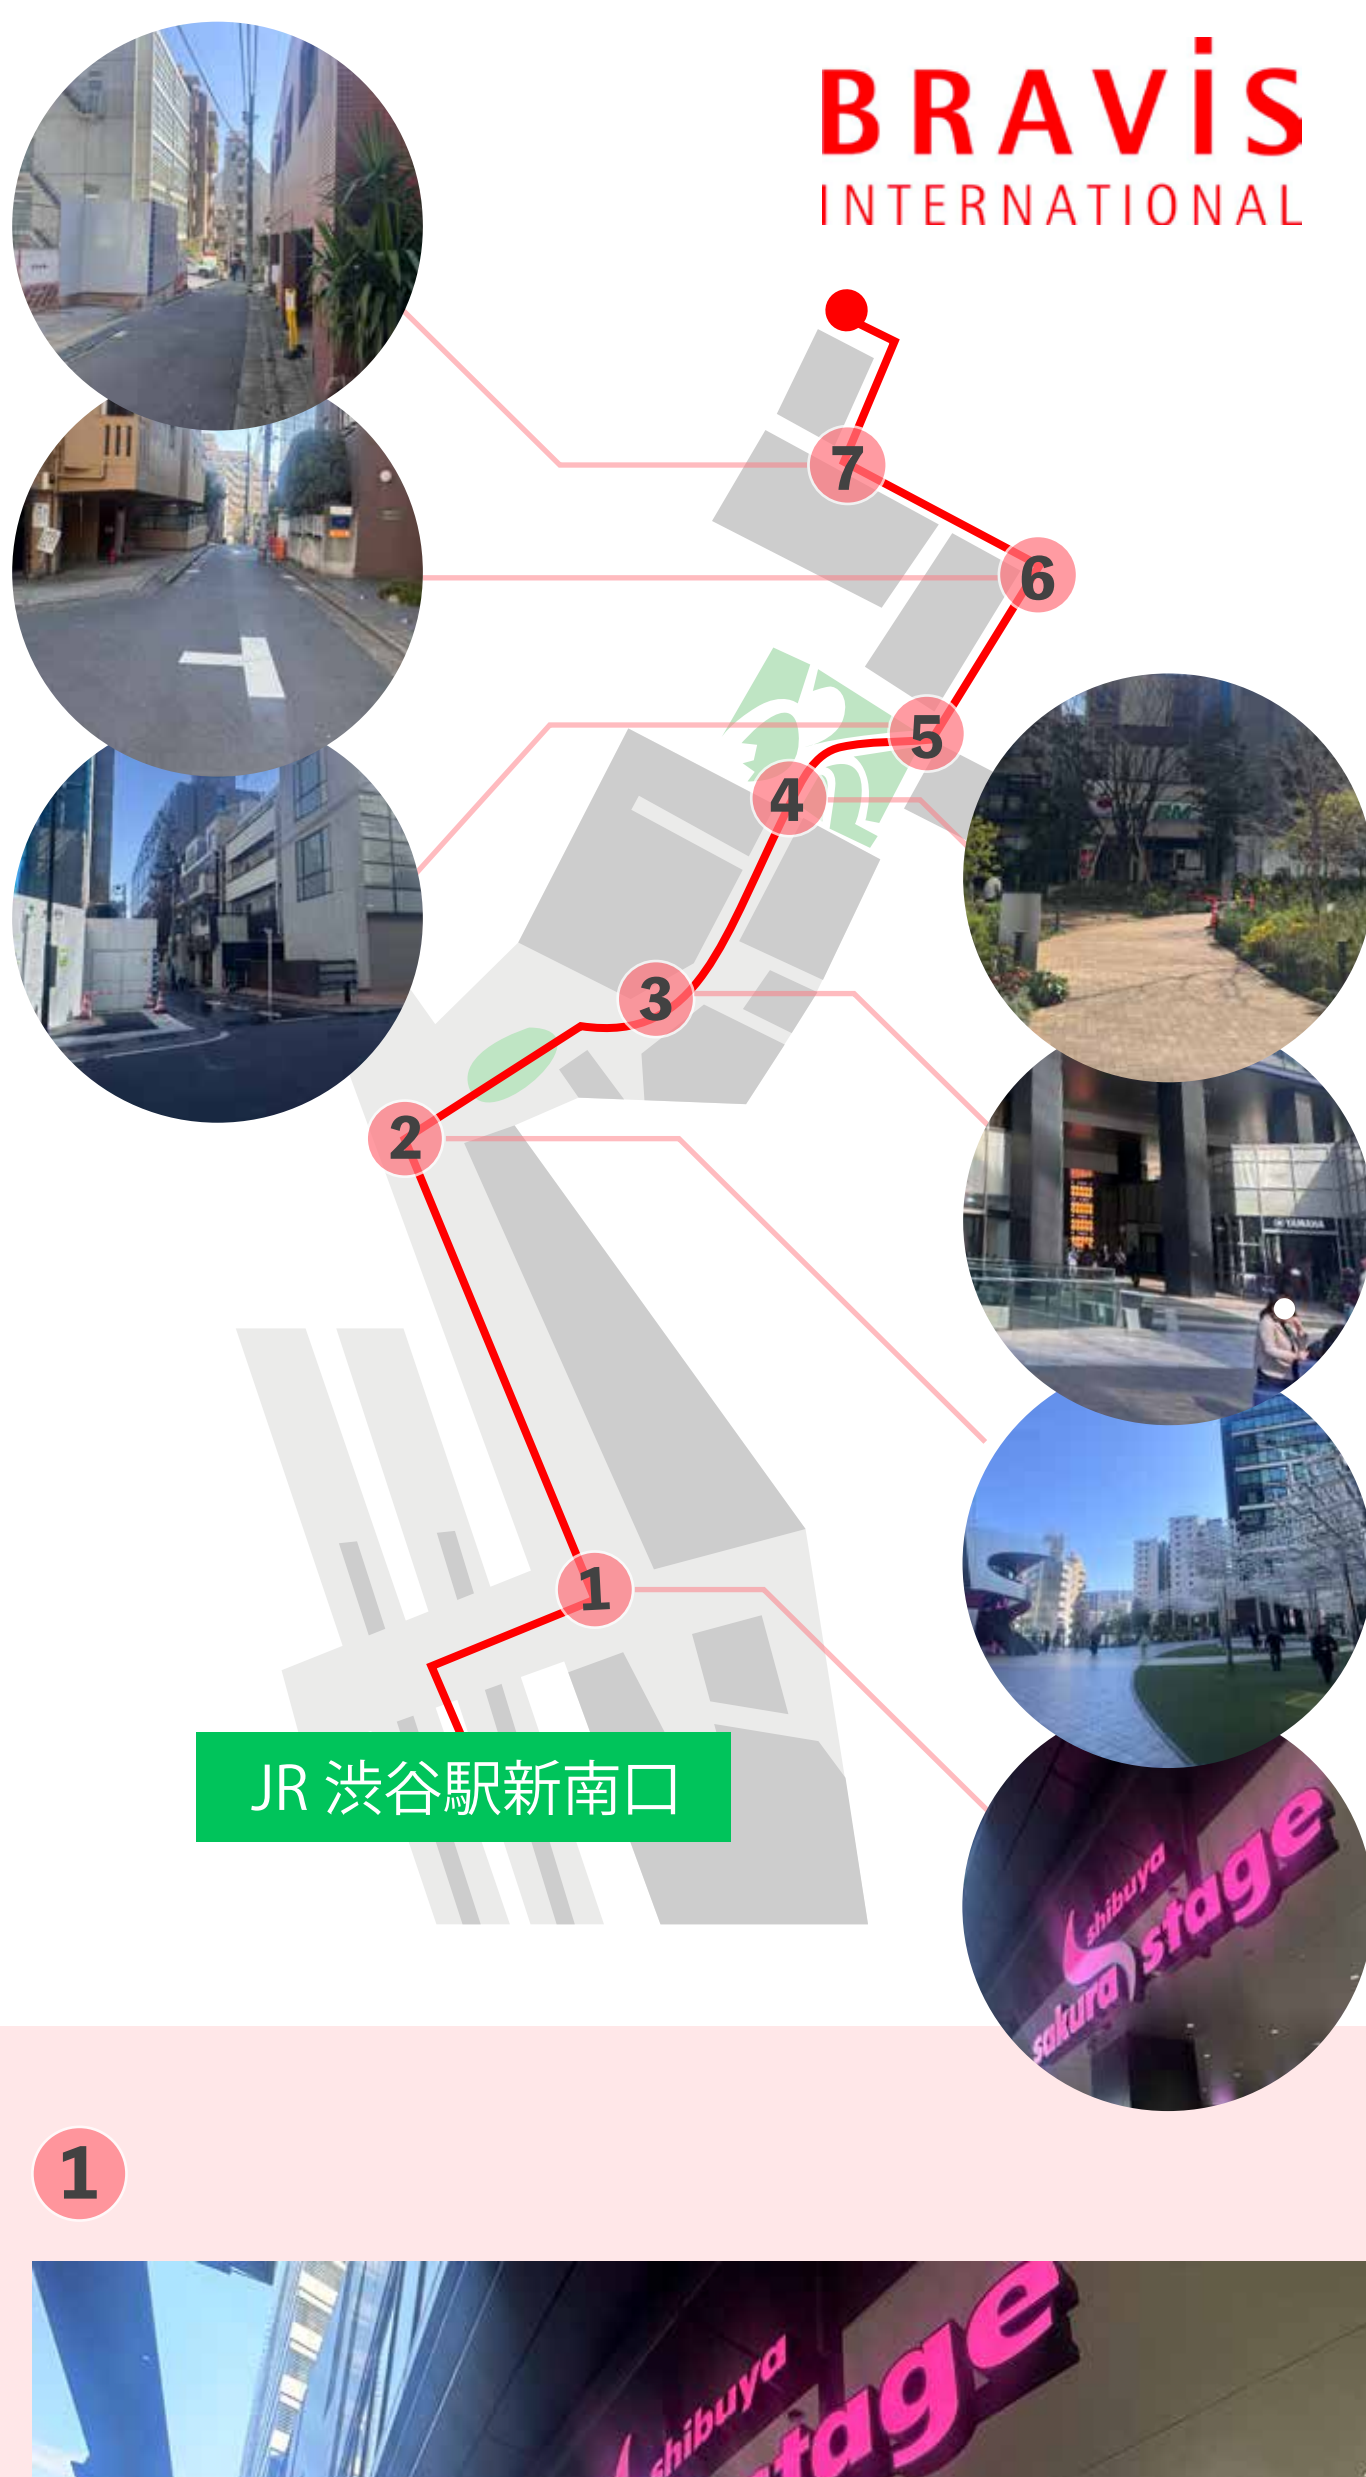 BRAViS
INTERNATIONAL
7
6
5
4
3
2
YAMAHA
1
JR 渋谷駅新南口
shibuya
sakura stage
1
shibuya
stage